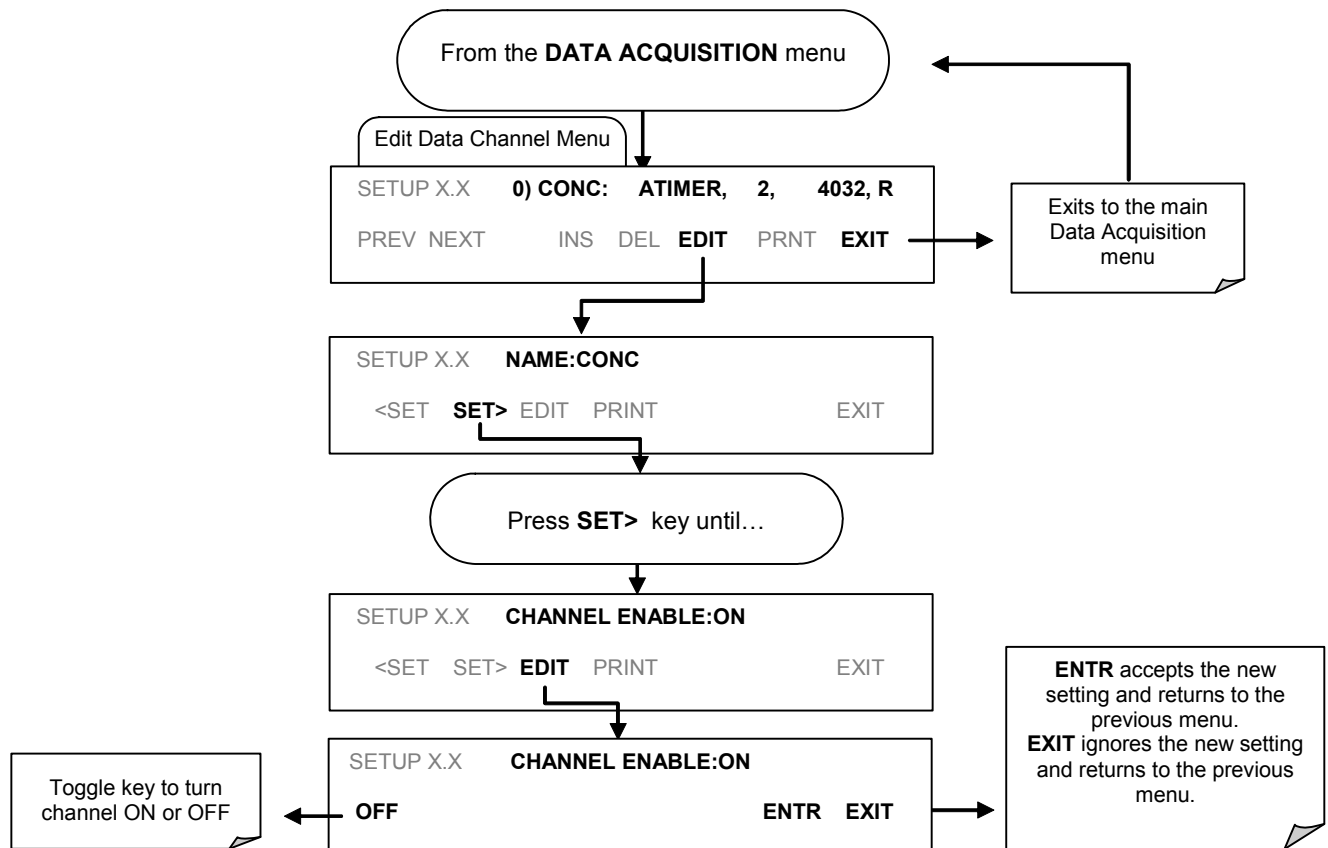 From the DATA ACQUISITION menu
Edit Data Channel Menu
SETUP X.X 0) CONC: ATIMER, 2, 4032, R
PREV NEXT INS DEL EDIT PRNT EXIT
Exits to the main
Data Acquisition
menu
SETUP X.X NAME:CONC
<SET SET> EDIT PRINT EXIT
Press SET> key until…
SETUP X.X CHANNEL ENABLE:ON
<SET SET> EDIT PRINT EXIT
SETUP X.X CHANNEL ENABLE:ON
OFF ENTR EXIT
Toggle key to turn
channel ON or OFF
ENTR accepts the new
setting and returns to the
previous menu.
EXIT ignores the new setting
and returns to the previous
menu.